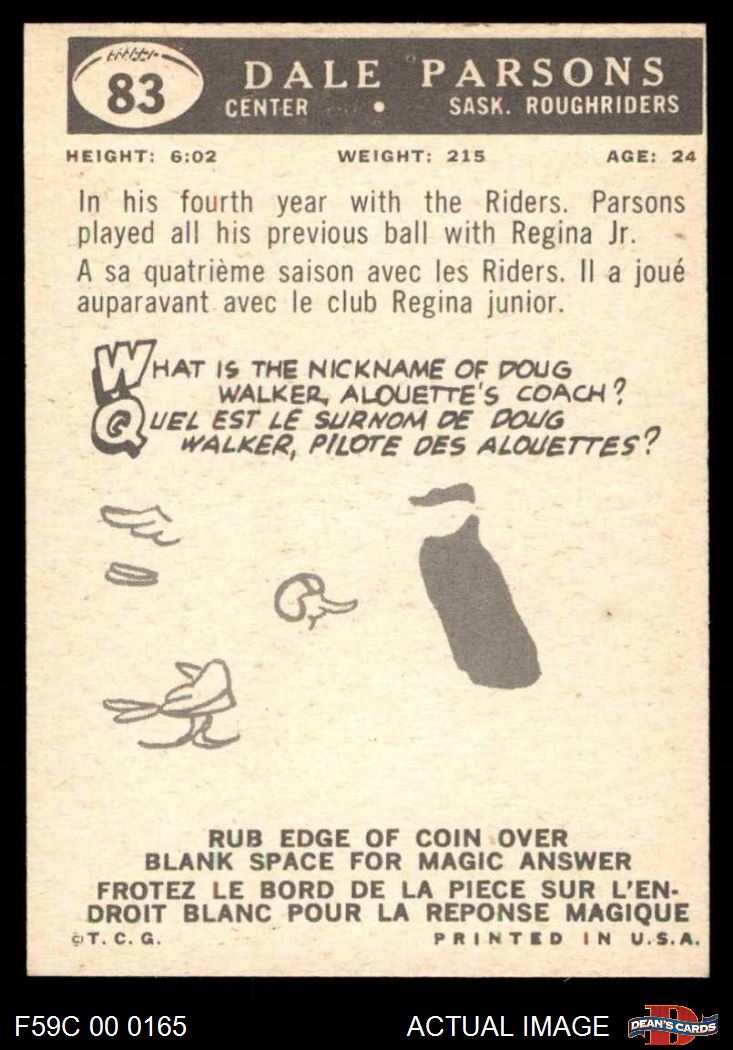 83
DALE PARSONS
CENTER • SASK. ROUGHRIDERS
HEIGHT: 6:02 WEIGHT: 215 AGE: 24
In his fourth year with the Riders. Parsons
played all his previous ball with Regina Jr.
A sa quatrième saison avec les Riders. Il a joué
auparavant avec le club Regina junior.
WHAT IS THE NICKNAME OF DOUG
WALKER, ALOUETTE'S COACH?
QUEL EST LE SURNOM DE DOUG
WALKER, PILOTE DES ALOUETTES?
RUB EDGE OF COIN OVER
BLANK SPACE FOR MAGIC ANSWER
FROTEZ LE BORD DE LA PIECE SUR L'EN-
DROIT BLANC POUR LA REPONSE MAGIQUE
©T. C. G. PRINTED IN U.S.A.
F59C 00 0165 ACTUAL IMAGE D DEAN'S CARDS